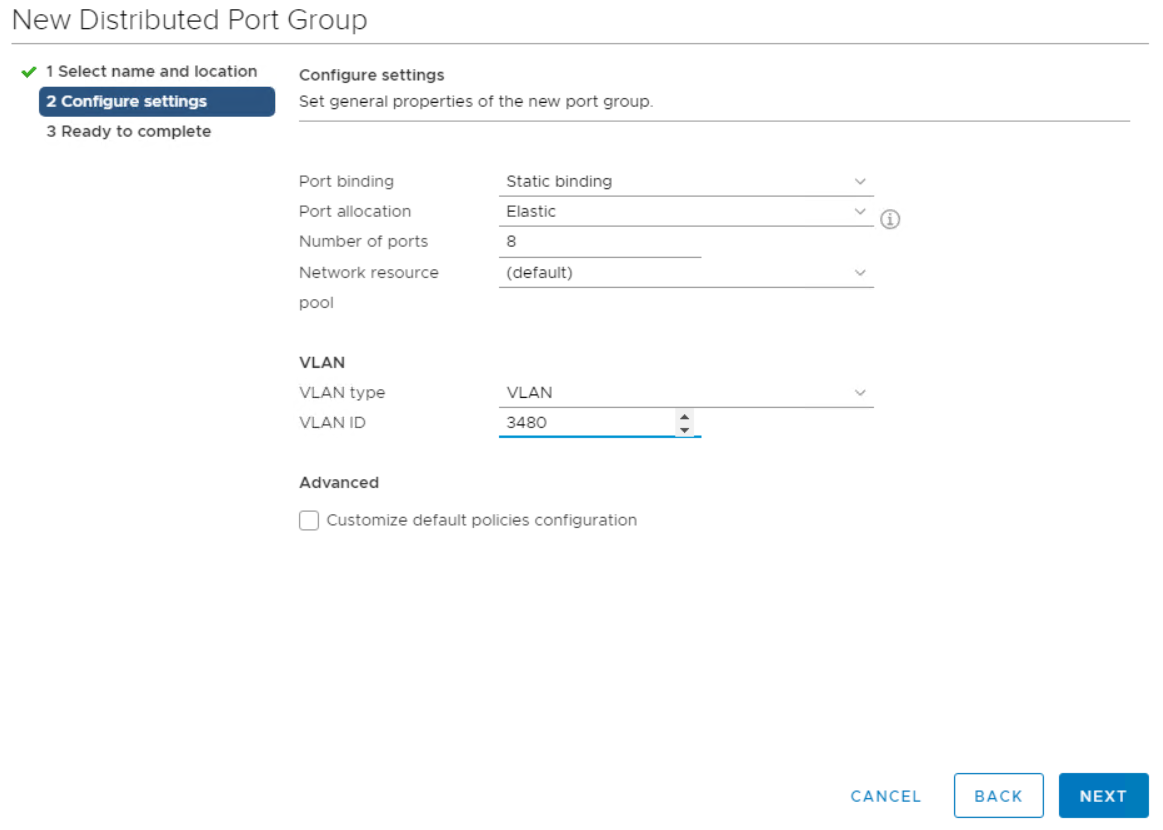 New Distributed Port Group
1 Select name and location
2 Configure settings
3 Ready to complete
Configure settings
Set general properties of the new port group.
Port binding Static binding
Port allocation Elastic
Number of ports 8
Network resource pool (default)
VLAN
VLAN type VLAN
VLAN ID 3480
Advanced
Customize default policies configuration
CANCEL BACK NEXT